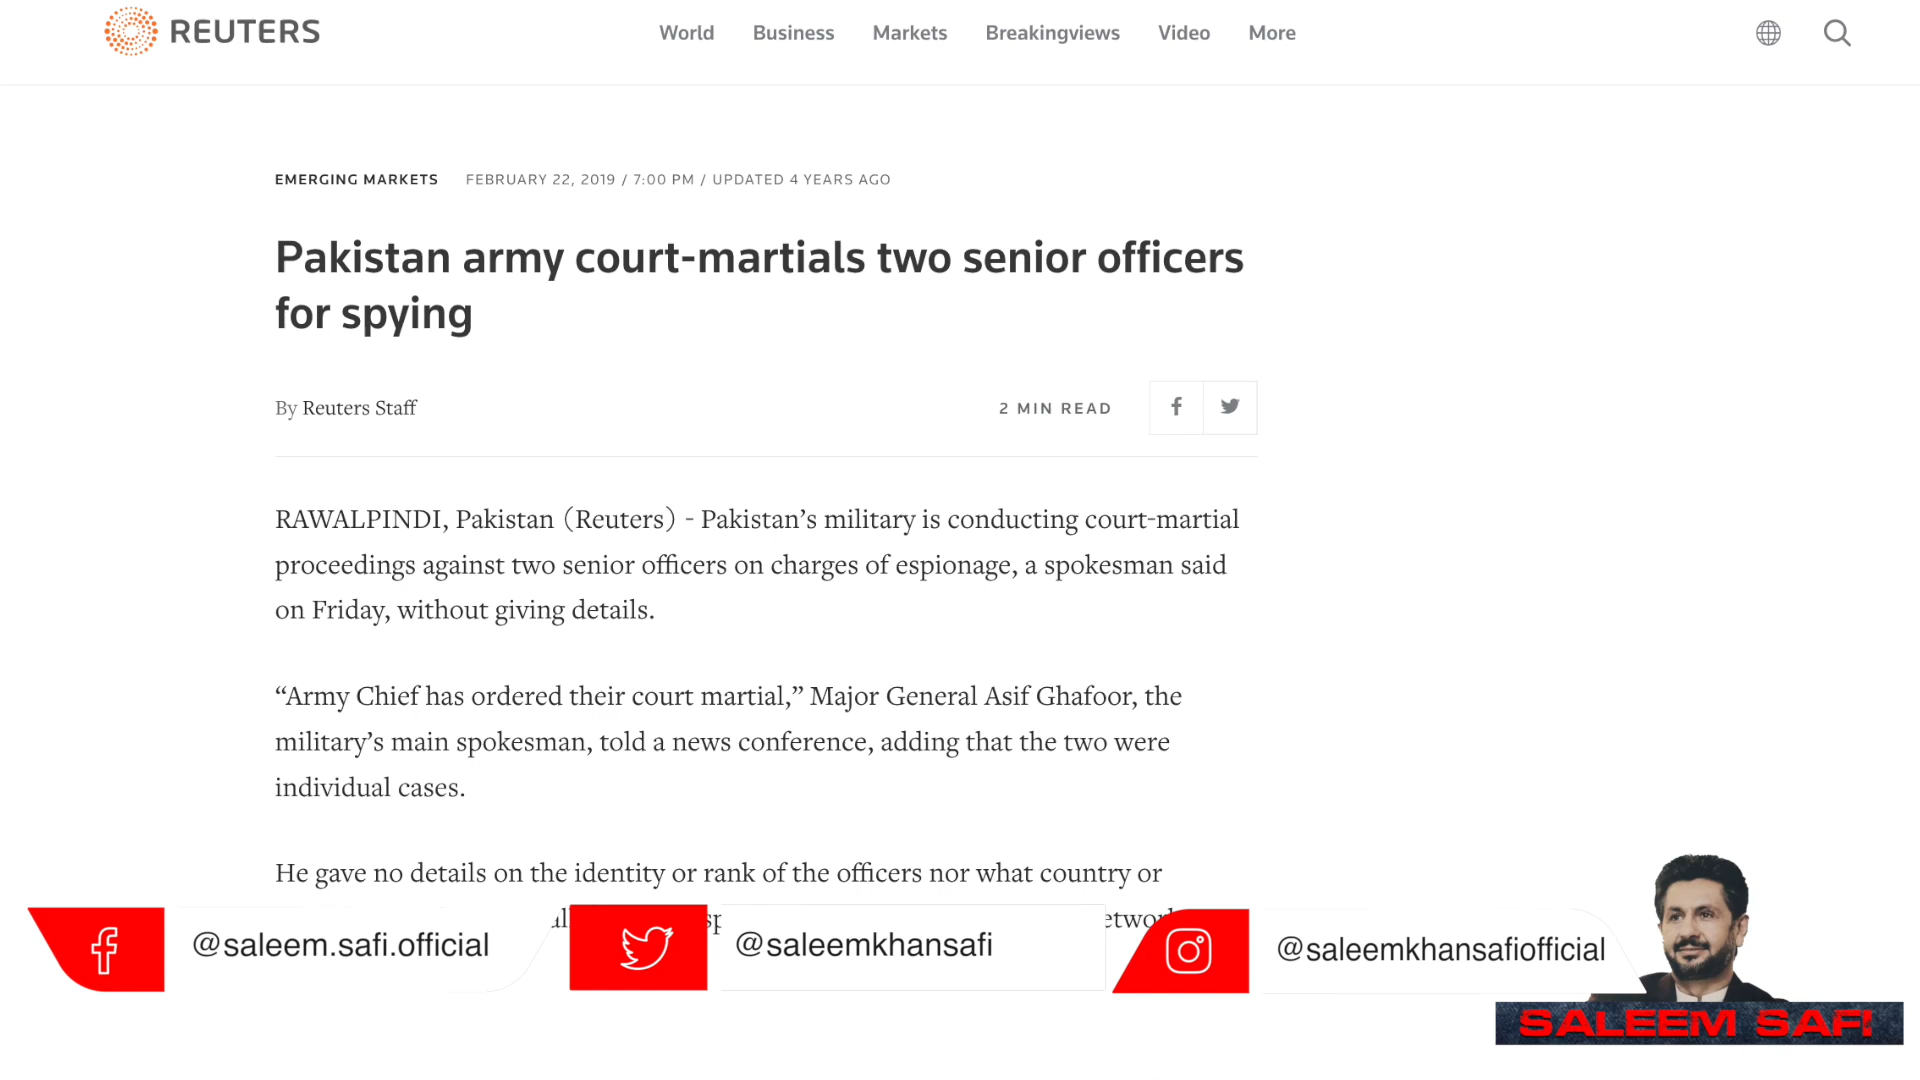 REUTERS
World Business Markets Breakingviews Video More
EMERGING MARKETS FEBRUARY 22, 2019 / 7:00 PM / UPDATED 4 YEARS AGO
Pakistan army court-martials two senior officers
for spying
By Reuters Staff
2 MIN READ
RAWALPINDI, Pakistan (Reuters) - Pakistan’s military is conducting court-martial
proceedings against two senior officers on charges of espionage, a spokesman said
on Friday, without giving details.
“Army Chief has ordered their court martial,” Major General Asif Ghafoor, the
military’s main spokesman, told a news conference, adding that the two were
individual cases.
He gave no details on the identity or rank of the officers nor what country or
@saleem.safi.official
@saleemkhansafi
@saleemkhansafiofficial
SALEEM SAFI